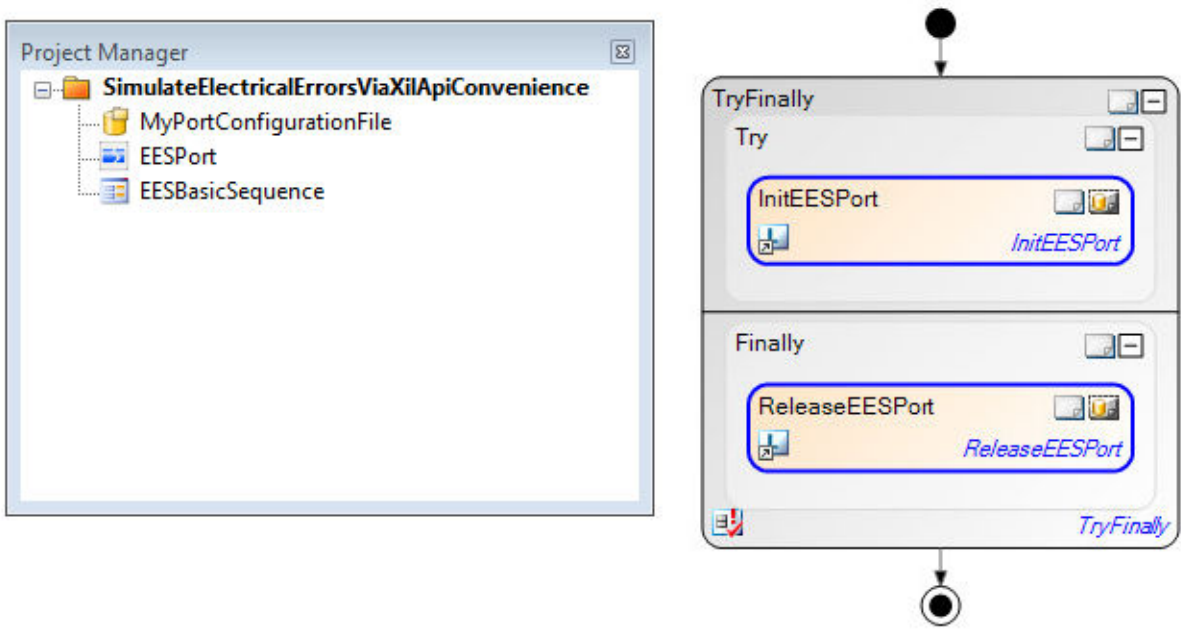 Project Manager
SimulateElectricalErrorsViaXilApiConvenience
MyPortConfigurationFile
EESPort
EESBasicSequence
TryFinally
Try
InitEESPort
InitEESPort
Finally
ReleaseEESPort
ReleaseEESPort
TryFinally